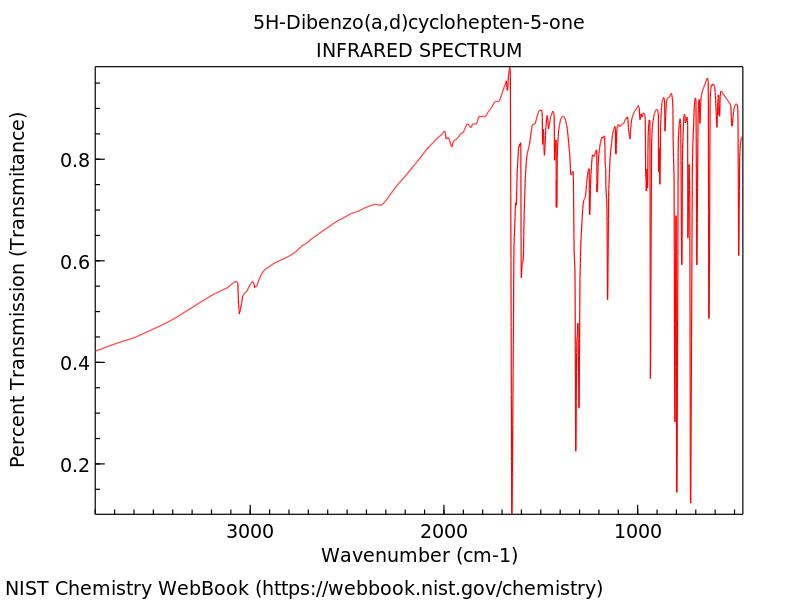 5H-Dibenzo(a,d)cyclohepten-5-one
INFRARED SPECTRUM
Percent Transmission (Transmitance)
0.8
0.6
0.4
0.2
3000 2000 1000
Wavenumber (cm-1)
NIST Chemistry WebBook (https://webbook.nist.gov/chemistry)